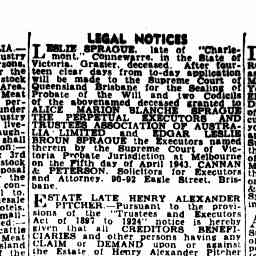 LEGAL NOTICES
LESLIE SPRAGUE, late of "Charle-
mont," Connewarre, in the State of
Victoria, Grazier, deceased. After four-
teen clear days from to-day application
will be made to the Supreme Court of
Queensland Brisbane for the Sealing of
Probate of the Will and two Codicils
of the abovenamed deceased granted to
ALICE MARION BLANCHE SPRAGUE
THE PERPETUAL EXECUTORS AND
TRUSTEES ASSOCIATION OF AUSTRA-
LIA LIMITED and EDGAR LESLIE
BROUN SPRAGUE the Executors named
therein by the Supreme Court of Vic-
toria Probate Jurisdiction at Melbourne
on the Fifth day of April 1943. CANNAN
& PETERSON, Solicitors for Executors
and Attorney, 90-92 Eagle Street, Bris-
bane.
ESTATE LATE HENRY ALEXANDER
PITCHER.—Pursuant to the provi-
sions of the "Trustees and Executors
Act of 1897 to 1924" notice is hereby
given that all CREDITORS BENEFI-
CIARIES and other persons having any
CLAIM or DEMAND upon or against
the Estate of Henry Alexander Pitcher